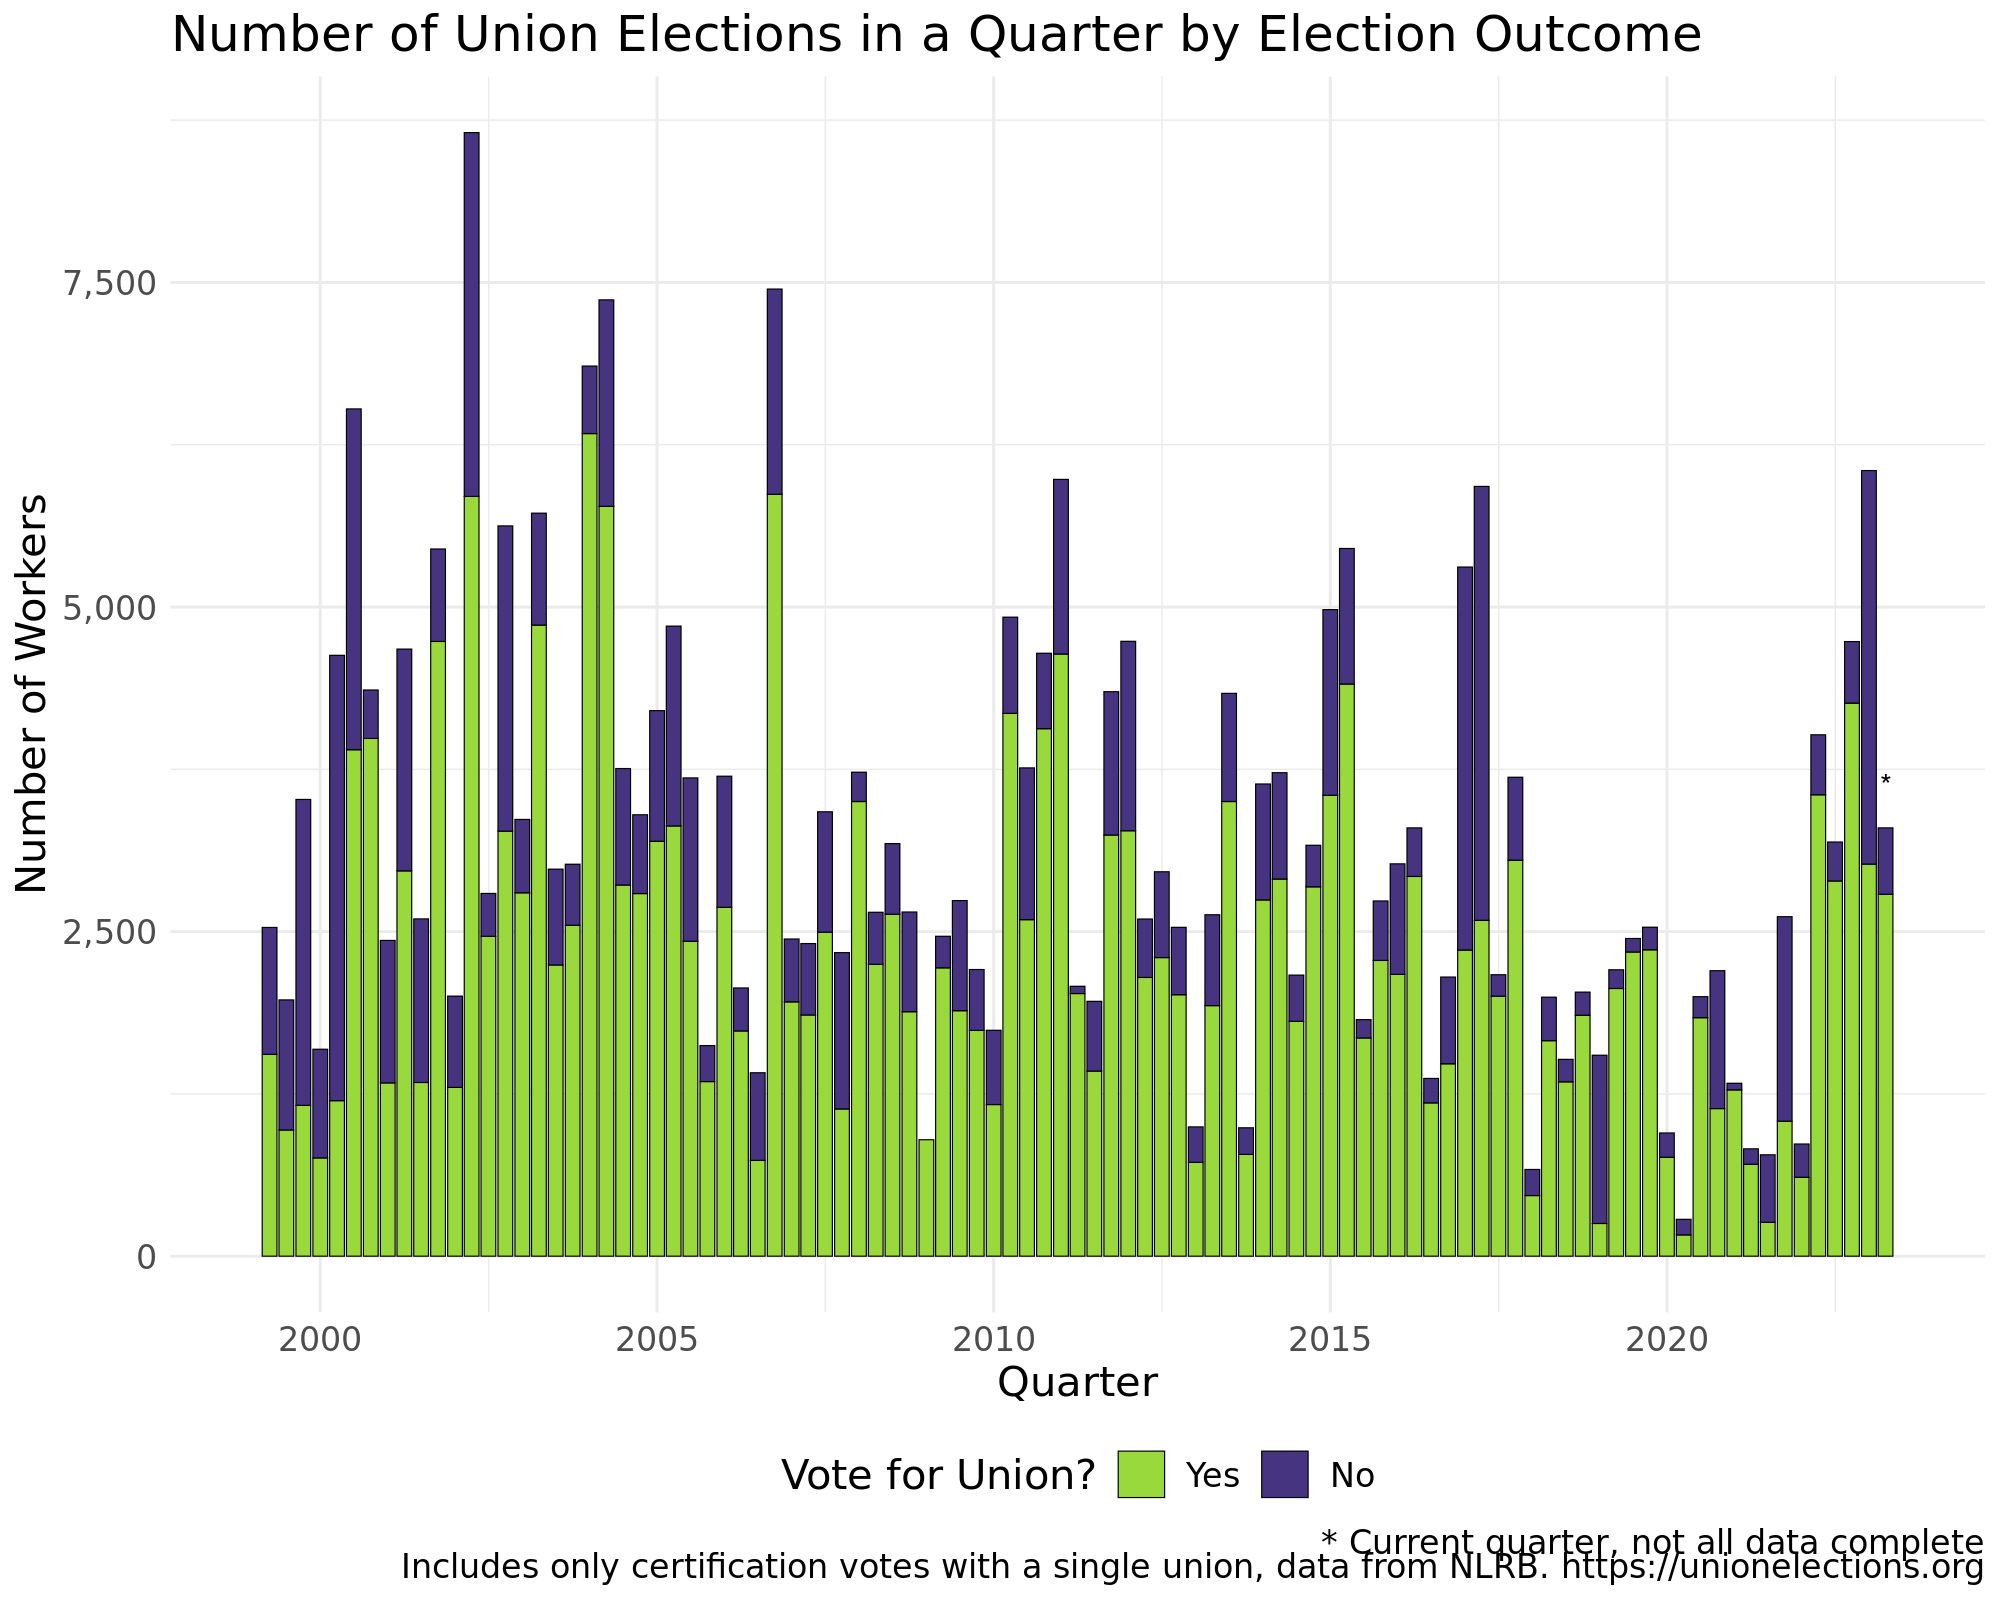 Number of Union Elections in a Quarter by Election Outcome
Number of Workers
7,500
5,000
2,500
0
*
2000 2005 2010 2015 2020
Quarter
Vote for Union? Yes No
* Current quarter, not all data complete
Includes only certification votes with a single union, data from NLRB. https://unionelections.org